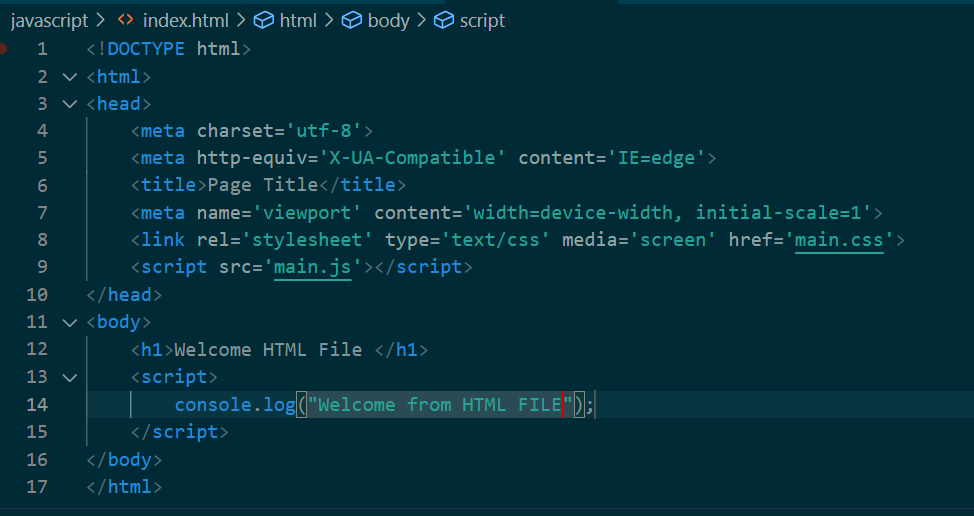 javascript > <> index.html > html > body > script
1 <!DOCTYPE html>
2 <html>
3 <head>
4 <meta charset='utf-8'>
5 <meta http-equiv='X-UA-Compatible' content='IE=edge'>
6 <title>Page Title</title>
7 <meta name='viewport' content='width=device-width, initial-scale=1'>
8 <link rel='stylesheet' type='text/css' media='screen' href='main.css'>
9 <script src='main.js'></script>
10 </head>
11 <body>
12 <h1>Welcome HTML File </h1>
13 <script>
14 console.log("Welcome from HTML FILE");
15 </script>
16 </body>
17 </html>